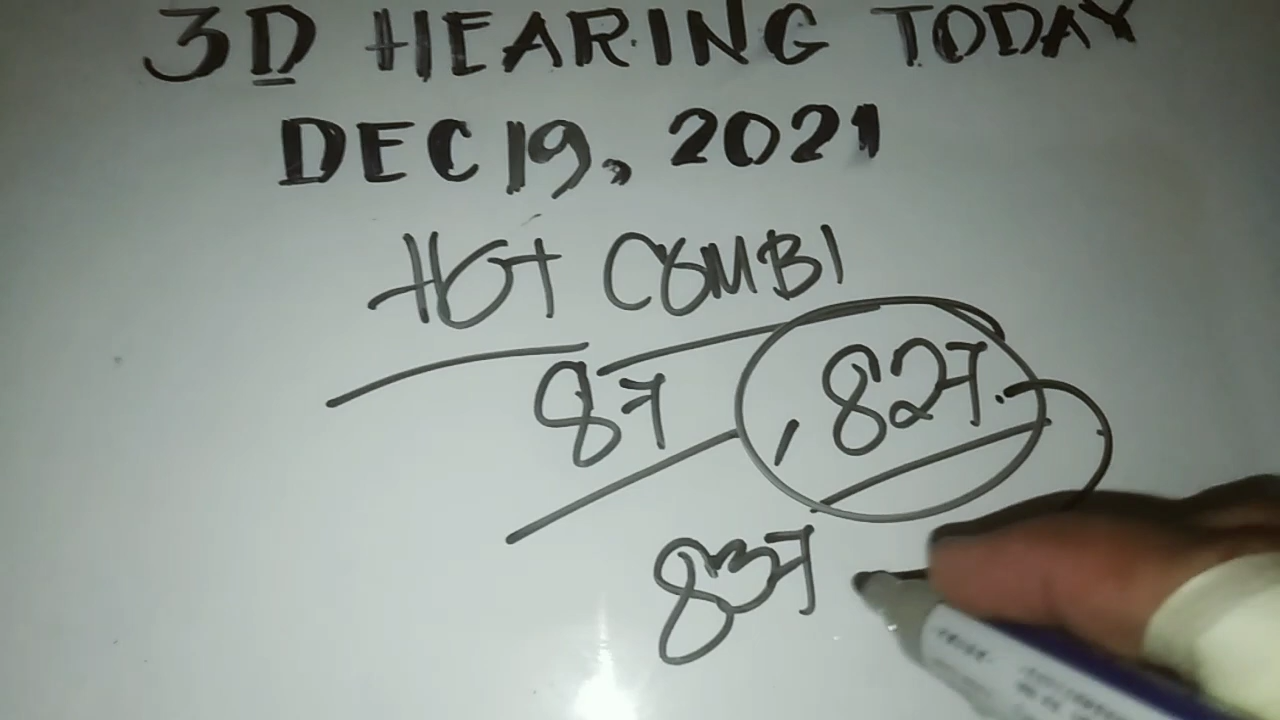 3D HEARING TODAY
DEC 19, 2021
HOT COMBI
87, 827.
837